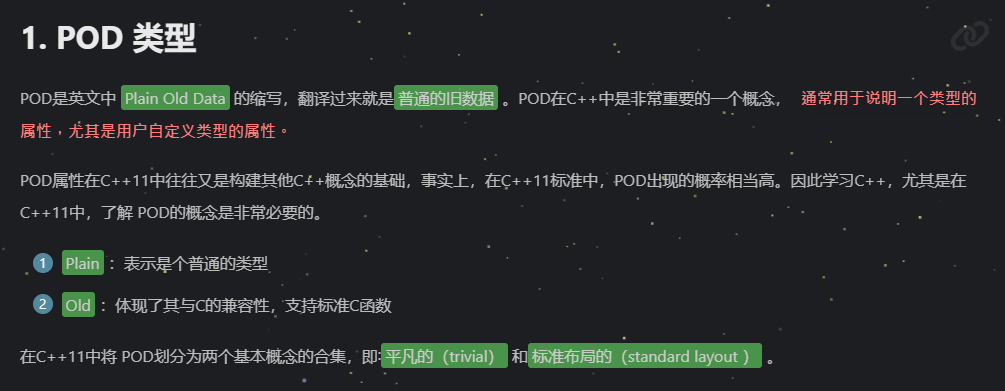 1. POD 类型
POD是英文中 Plain Old Data 的缩写，翻译过来就是 普通的旧数据 。POD在C++中是非常重要的一个概念， 通常用于说明一个类型的
属性，尤其是用户自定义类型的属性。
POD属性在C++11中往往又是构建其他C++概念的基础，事实上，在C++11标准中，POD出现的概率相当高。因此学习C++，尤其是在
C++11中，了解 POD的概念是非常必要的。
1 Plain ：表示是个普通的类型
2 Old ：体现了其与C的兼容性，支持标准C函数
在C++11中将 POD划分为两个基本概念的合集，即: 平凡的（trivial） 和 标准布局的（standard layout ） 。